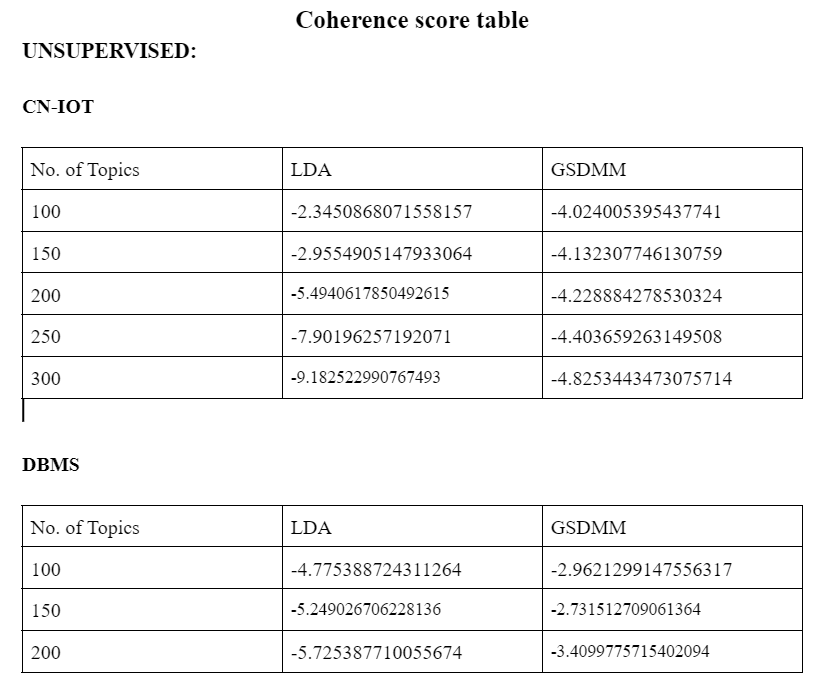 Coherence score table
UNSUPERVISED:
CN-IOT
No. of Topics LDA GSDMM
100 -2.3450868071558157 -4.024005395437741
150 -2.9554905147933064 -4.132307746130759
200 -5.4940617850492615 -4.228884278530324
250 -7.90196257192071 -4.403659263149508
300 -9.182522990767493 -4.8253443473075714
DBMS
No. of Topics LDA GSDMM
100 -4.775388724311264 -2.9621299147556317
150 -5.249026706228136 -2.731512709061364
200 -5.725387710055674 -3.4099775715402094